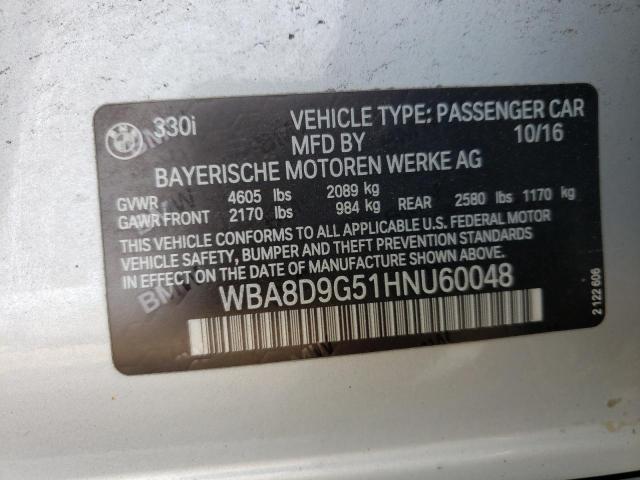 BMW 330i VEHICLE TYPE: PASSENGER CAR
MFD BY 10/16
BAYERISCHE MOTOREN WERKE AG
GVWR 4605 lbs 2089 kg
GAWR FRONT 2170 lbs 984 kg REAR 2580 lbs 1170 kg
THIS VEHICLE CONFORMS TO ALL APPLICABLE U.S. FEDERAL MOTOR
VEHICLE SAFETY, BUMPER AND THEFT PREVENTION STANDARDS
IN EFFECT ON THE DATE OF MANUFACTURE SHOWN ABOVE.
WBA8D9G51HNU60048
2 122 606